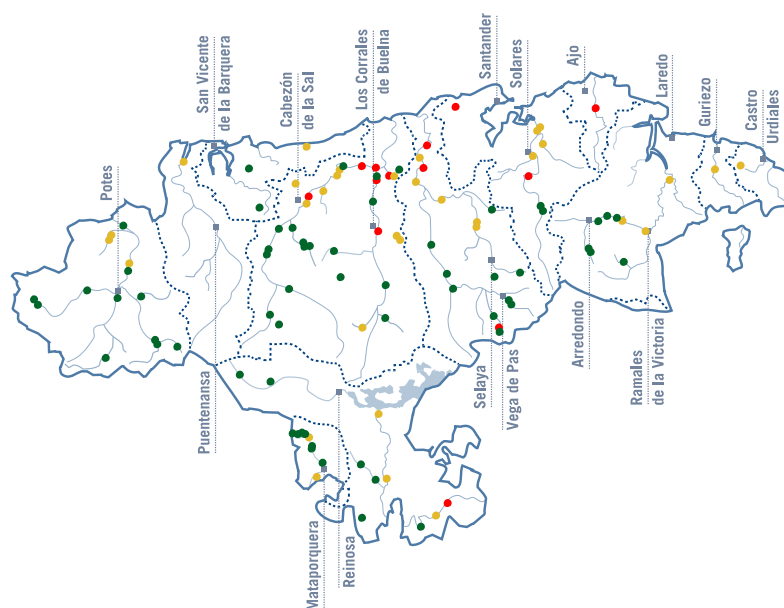 Potes
San Vicente
de la Barquera
Cabezón
de la Sal
Los Corrales
de Buelna
Santander
Solares
Ajo
Laredo
Guriezo
Castro
Urdiales
Puentenansa
Mataporquera
Reinosa
Selaya
Vega de Pas
Arredondo
Ramales
de la Victoria